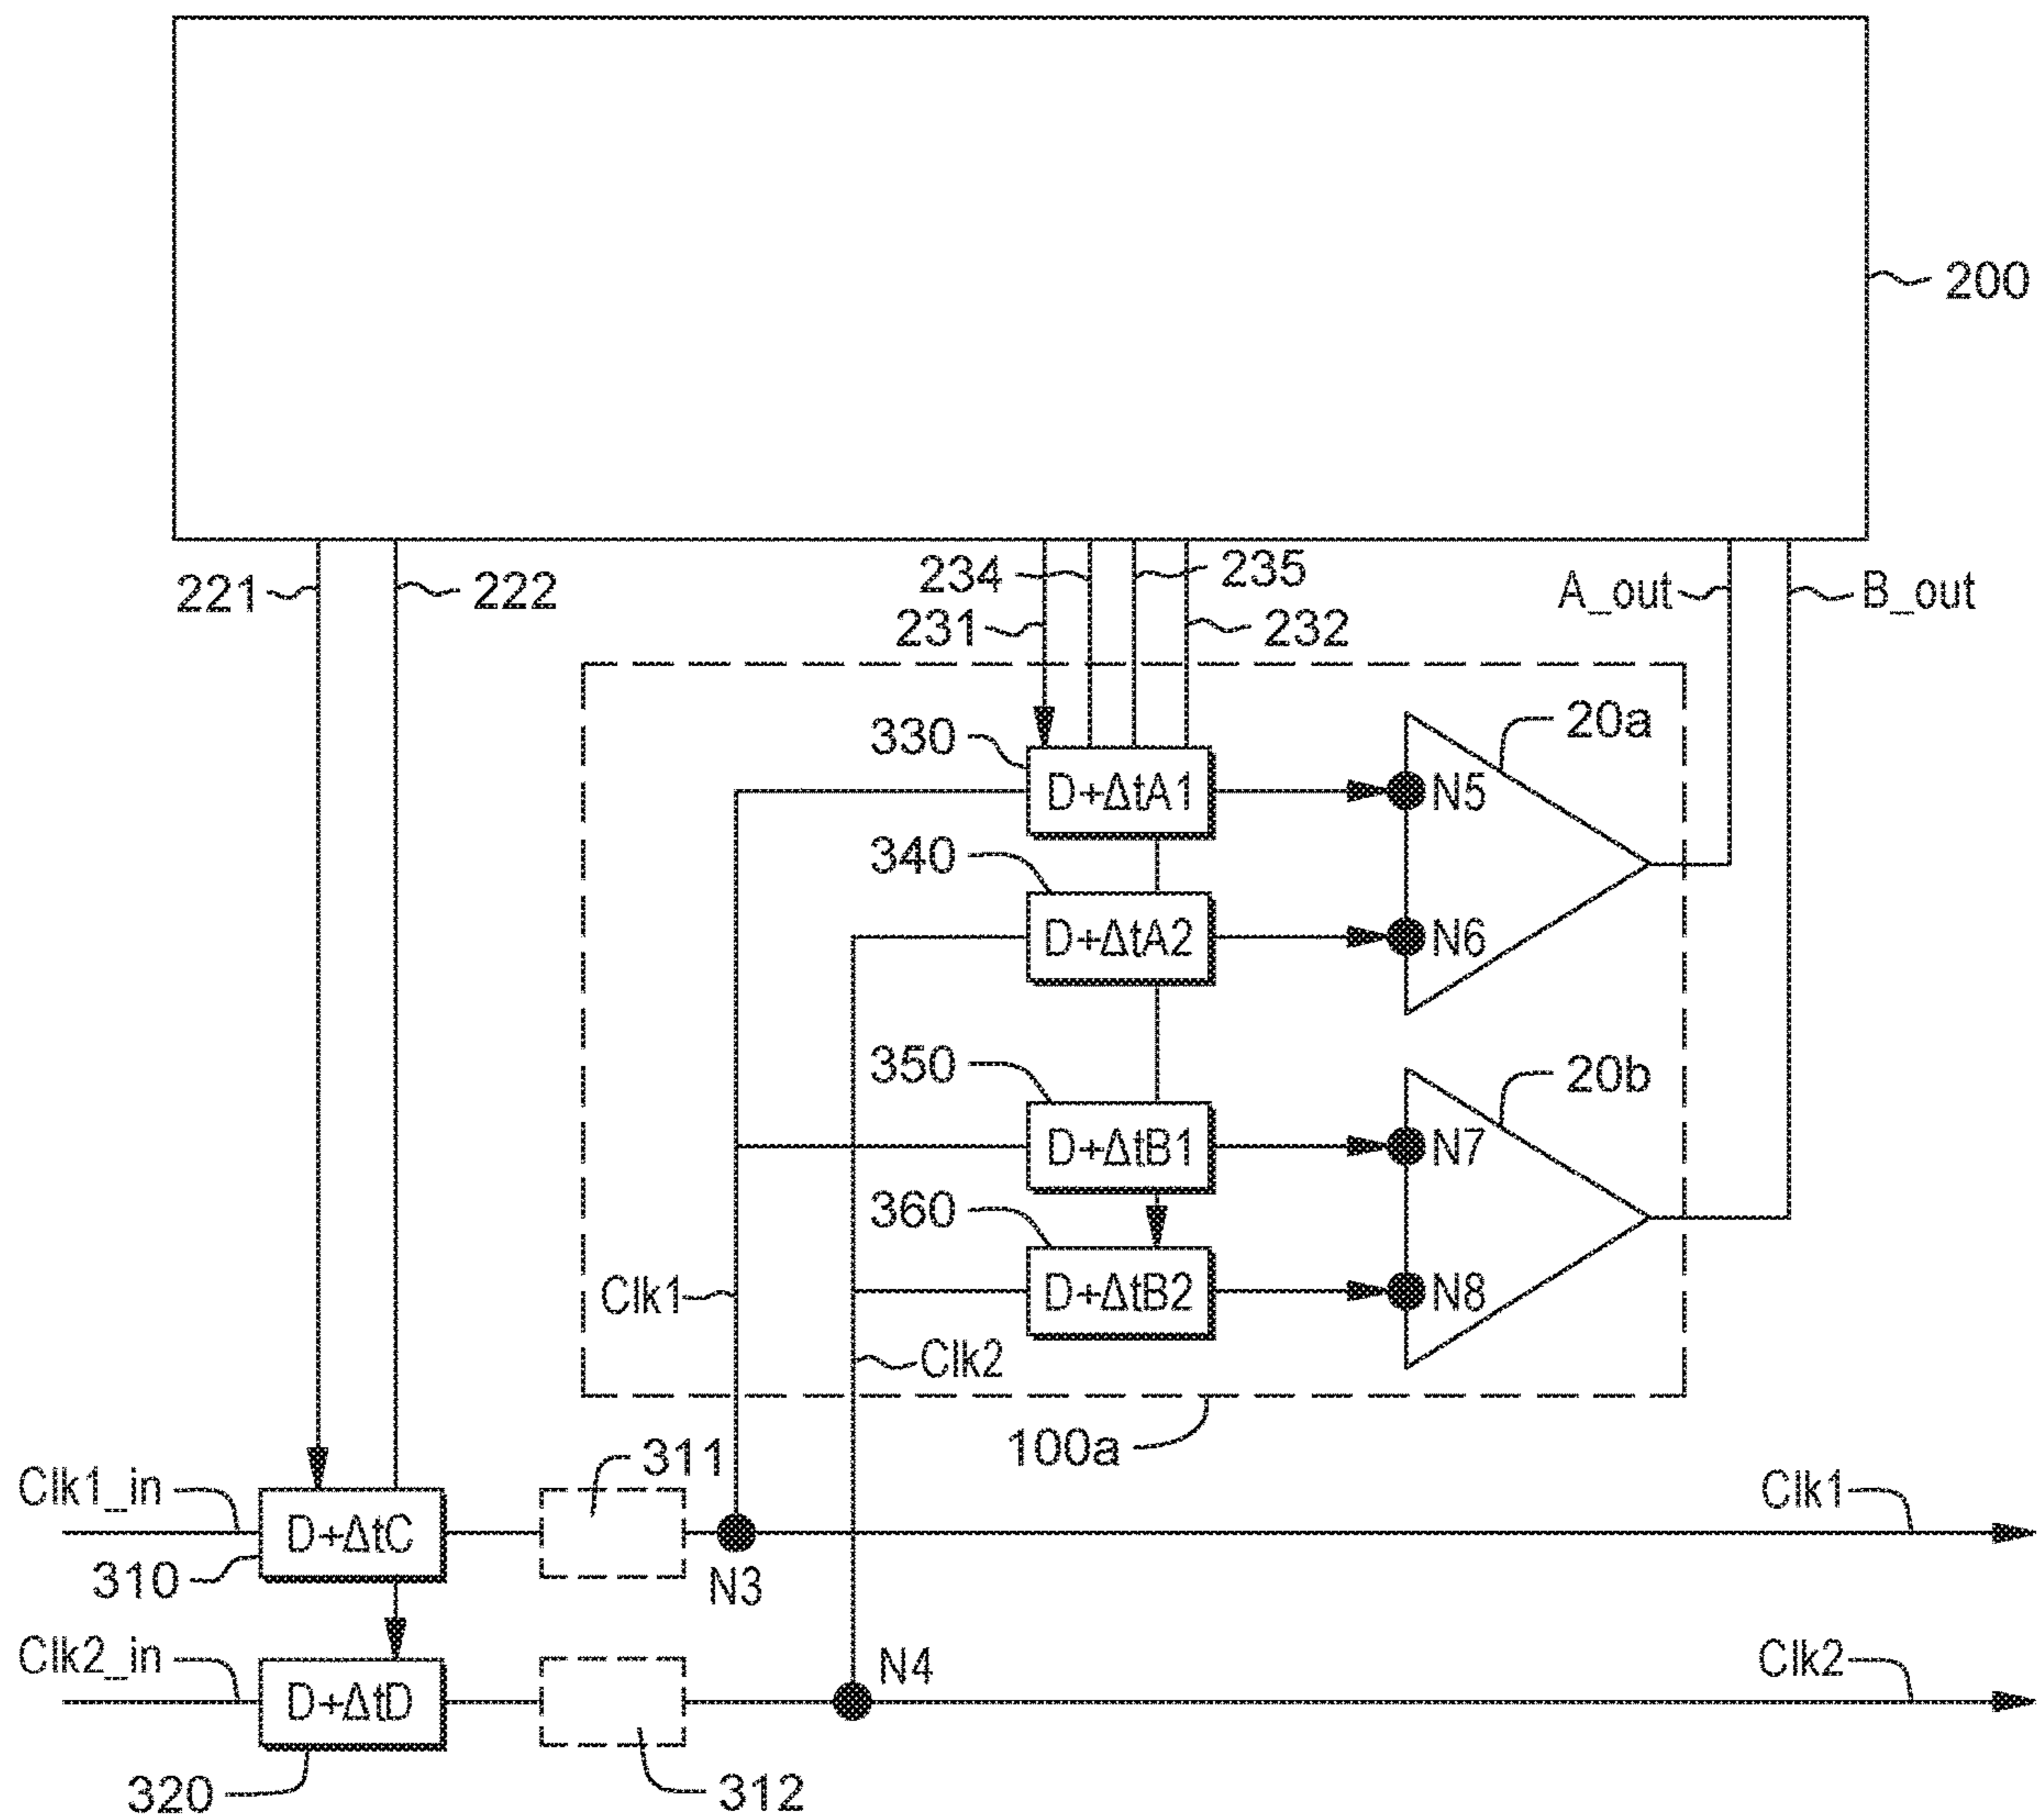 200
221
222
234
235
A_out
B_out
231
232
330
20a
D+ΔtA1
N5
340
D+ΔtA2
N6
350
20b
D+ΔtB1
N7
360
D+ΔtB2
N8
Clk1
Clk2
100a
311
Clk1_in
Clk1
D+ΔtC
310
N3
Clk2_in
N4
Clk2
D+ΔtD
320
312